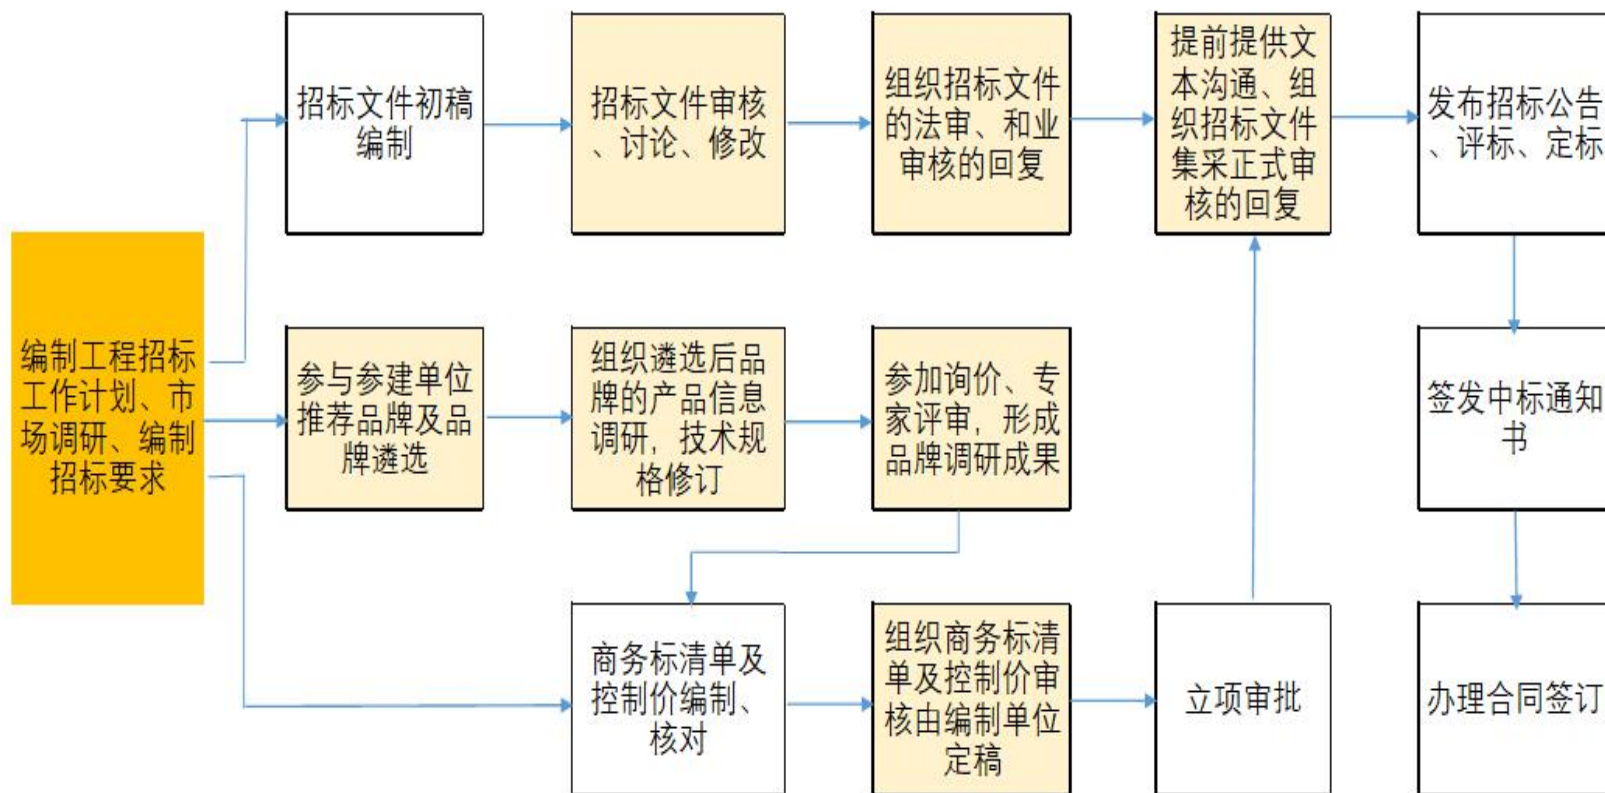 招标文件初稿
编制
招标文件审核
、讨论、修改
组织招标文件
的法审、和业
审核的回复
提前提供文
本沟通、组
织招标文件
集采正式审
核的回复
发布招标公告
、评标、定标
编制工程招标
工作计划、市
场调研、编制
招标要求
参与参建单位
推荐品牌及品
牌遴选
组织遴选后品
牌的产品信息
调研，技术规
格修订
参加询价、专
家评审，形成
品牌调研成果
签发中标通知
书
商务标清单及
控制价编制、
核对
组织商务标清
单及控制价审
核由编制单位
定稿
立项审批
办理合同签订